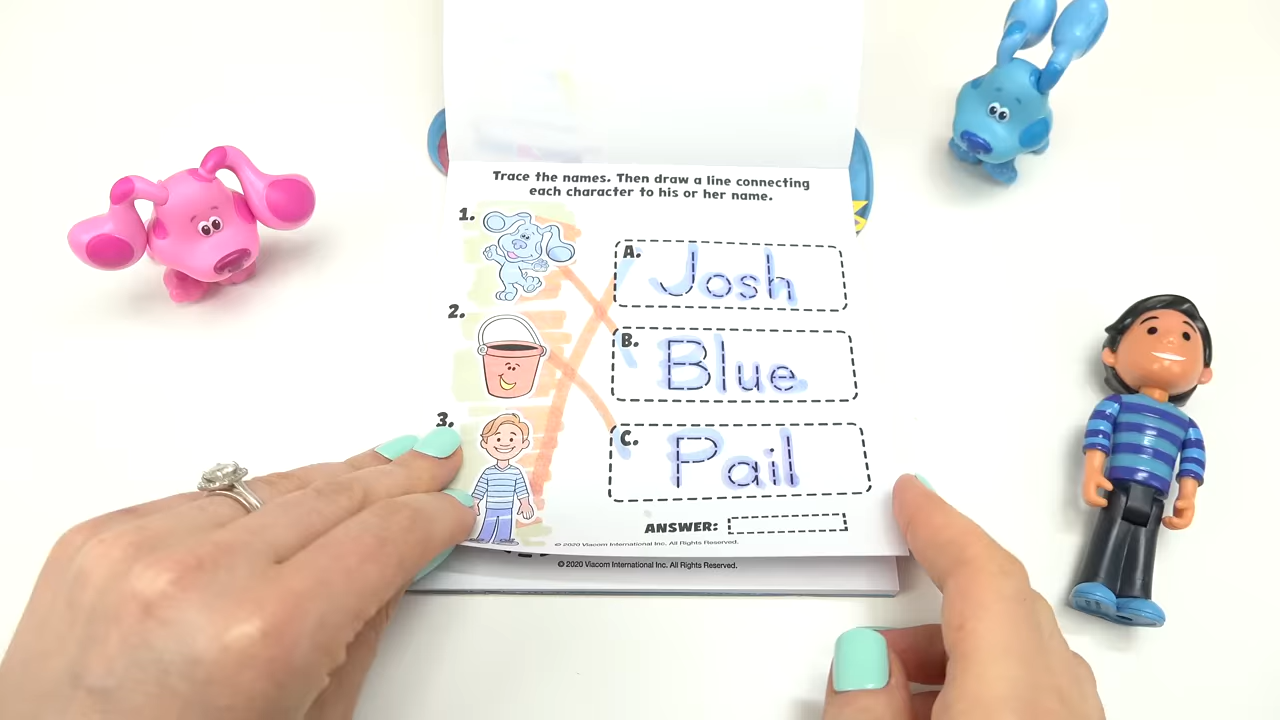 Trace the names. Then draw a line connecting
each character to his or her name.
1.
A. Josh
2.
B. Blue
3.
C. Pail
ANSWER:
© 2020 Viacom International Inc. All Rights Reserved.
© 2020 Viacom International Inc. All Rights Reserved.